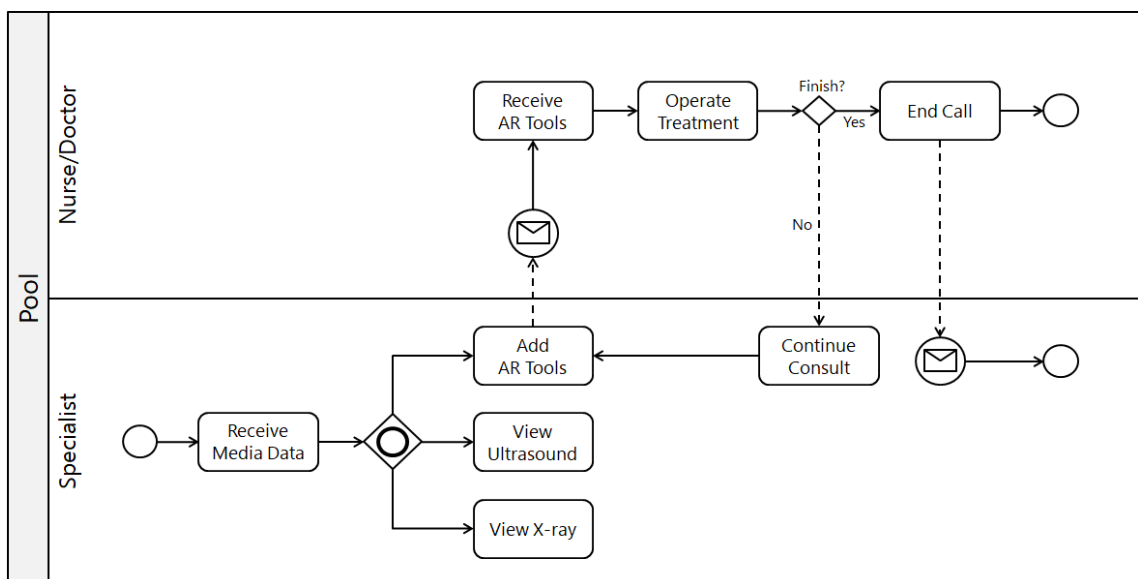 Pool
Nurse/Doctor
Receive
AR Tools
Operate
Treatment
Finish?
Yes
End Call
No
Specialist
Add
AR Tools
Continue
Consult
Receive
Media Data
View
Ultrasound
View X-ray